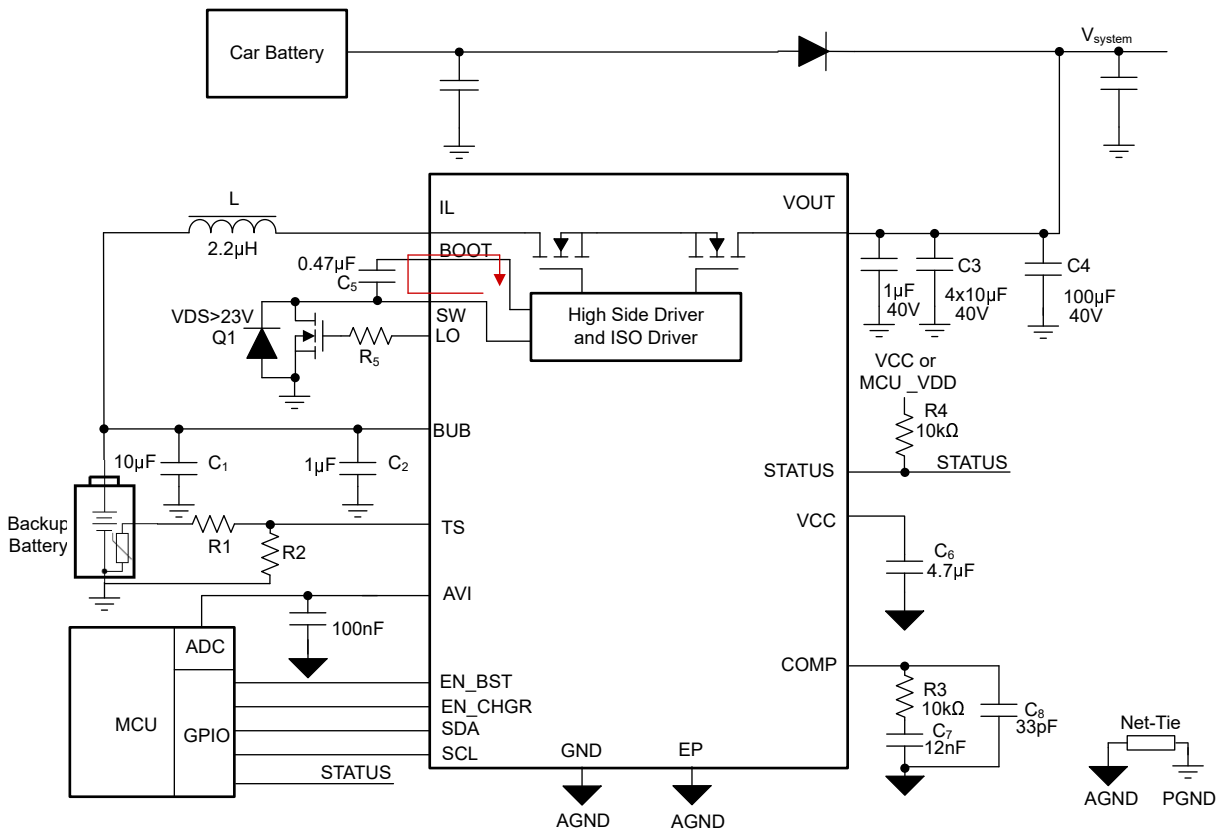 Car Battery
Vsystem
L
2.2μH
IL
VOUT
BOOT
0.47μF
C5
SW
LO
VDS>23V
Q1
R5
High Side Driver
and ISO Driver
1μF
40V
C3
4x10μF
40V
C4
100μF
40V
VCC or
MCU _VDD
R4
10kΩ
STATUS
STATUS
BUB
10μF
C1
1μF
C2
Backup
Battery
R1
R2
TS
VCC
C6
4.7μF
AVI
100nF
ADC
MCU
GPIO
EN_BST
EN_CHGR
SDA
SCL
STATUS
COMP
R3
10kΩ
C7
12nF
C8
33pF
GND
EP
AGND
AGND
Net-Tie
AGND
PGND